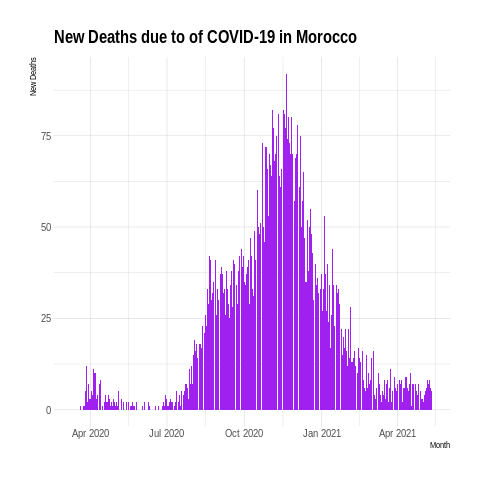 New Deaths due to of COVID-19 in Morocco
New Deaths
75
50
25
0
Apr 2020 Jul 2020 Oct 2020 Jan 2021 Apr 2021
Month